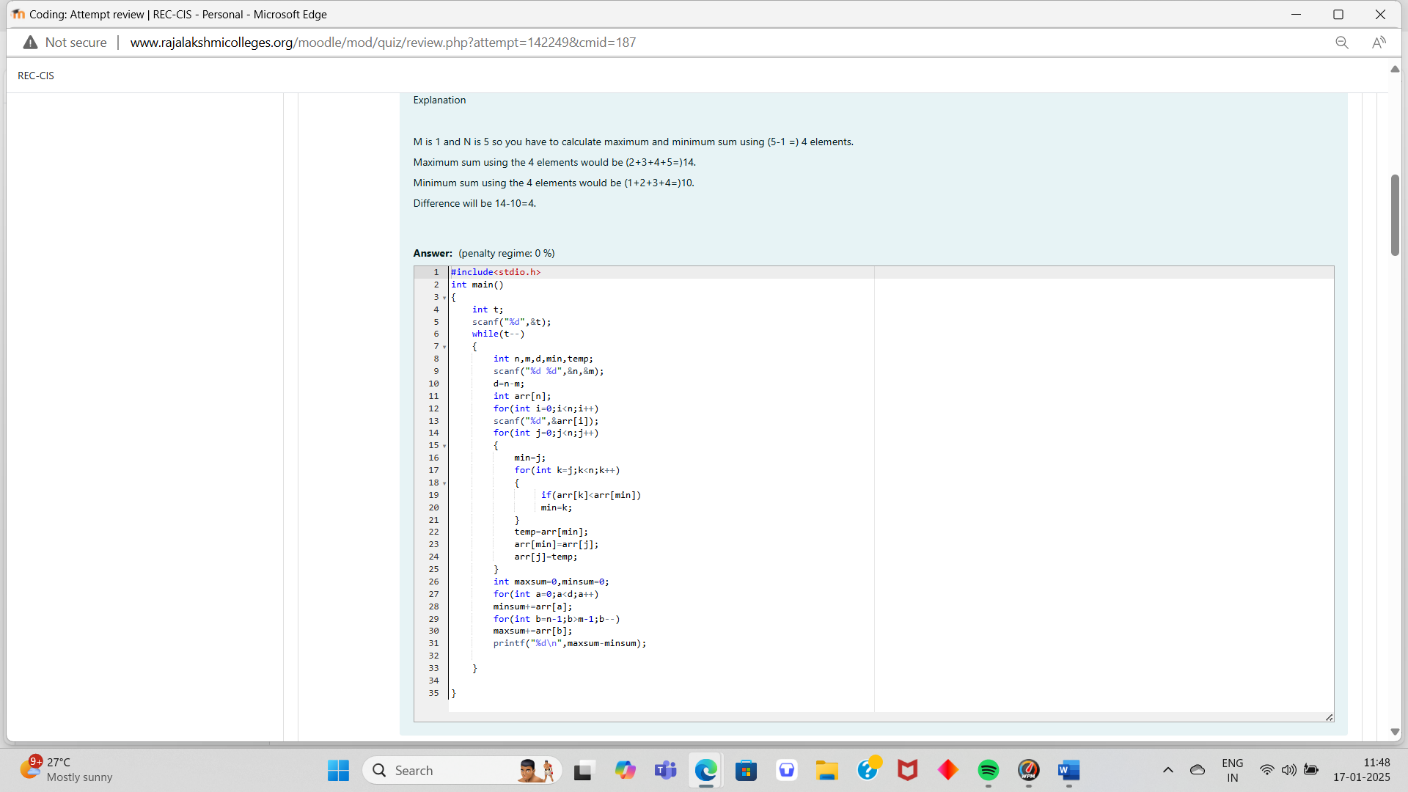 Coding: Attempt review | REC-CIS - Personal - Microsoft Edge
Not secure | www.rajalakshmicolleges.org/moodle/mod/quiz/review.php?attempt=142249&cmid=187
REC-CIS
Explanation
M is 1 and N is 5 so you have to calculate maximum and minimum sum using (5-1 =) 4 elements.
Maximum sum using the 4 elements would be (2+3+4+5=)14.
Minimum sum using the 4 elements would be (1+2+3+4=)10.
Difference will be 14-10=4.
Answer: (penalty regime: 0 %)
1 #include<stdio.h>
2 int main()
3 {
4 int t;
5 scanf("%d",&t);
6 while(t--)
7 {
8 int n,m,d,min,temp;
9 scanf("%d %d",&n,&m);
10 d=n-m;
11 int arr[n];
12 for(int i=0;i<n;i++)
13 scanf("%d",&arr[i]);
14 for(int j=0;j<n;j++)
15 {
16 min=j;
17 for(int k=j;k<n;k++)
18 {
19 if(arr[k]<arr[min])
20 min=k;
21 }
22 temp=arr[min];
23 arr[min]=arr[j];
24 arr[j]=temp;
25 }
26 int maxsum=0,minsum=0;
27 for(int a=0;a<d;a++)
28 minsum+=arr[a];
29 for(int b=n-1;b>m-1;b--)
30 maxsum+=arr[b];
31 printf("%d\n",maxsum-minsum);
32
33 }
34
35 }
9+ 27°C
Mostly sunny
Search
ENG
IN
11:48
17-01-2025